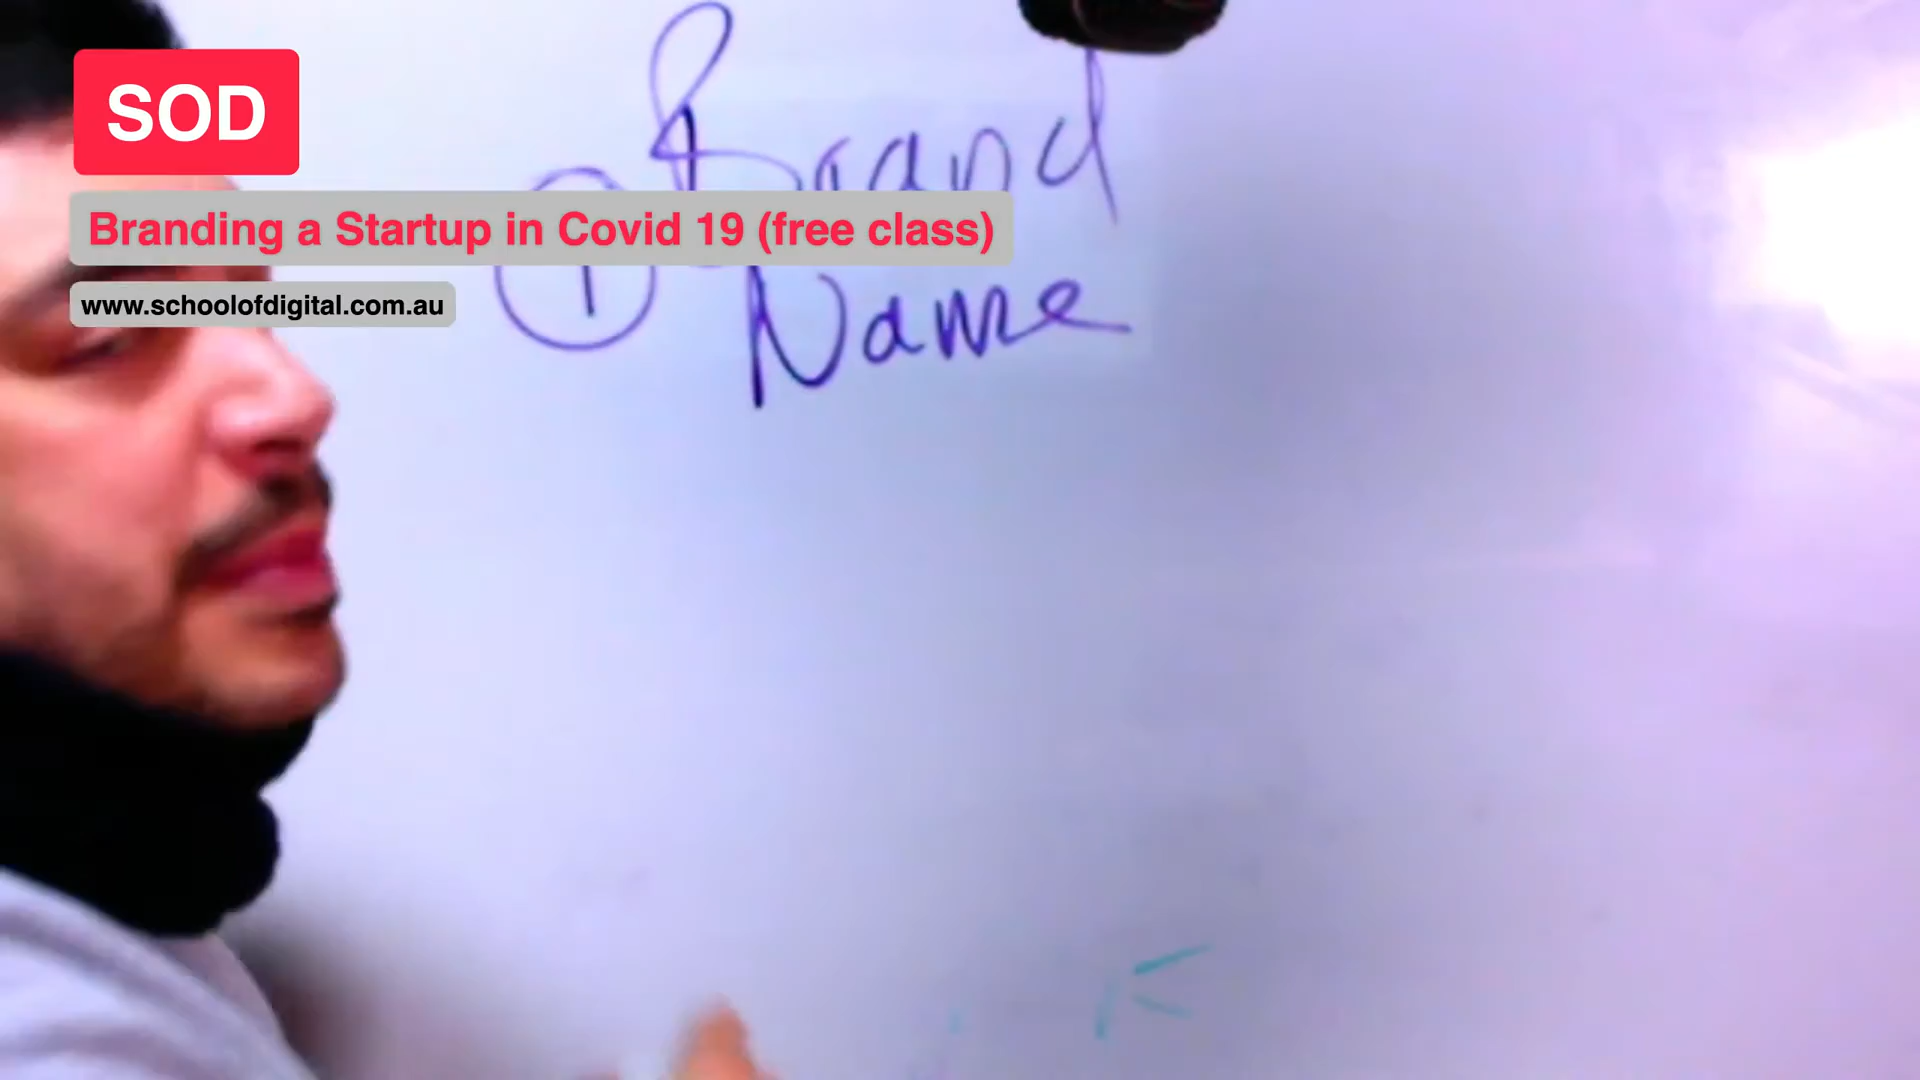 SOD
Brand
Branding a Startup in Covid 19 (free class)
1
Name
www.schoolofdigital.com.au